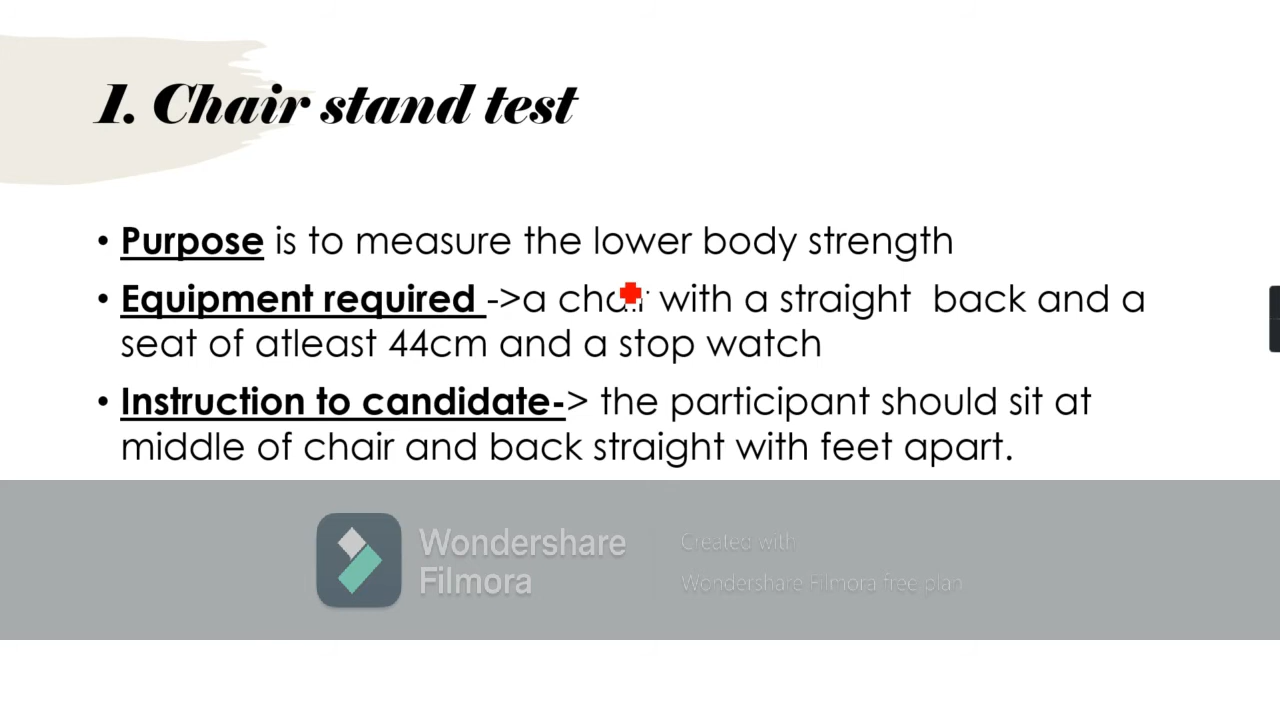 1. Chair stand test
• Purpose is to measure the lower body strength
• Equipment required ->a chair with a straight back and a
seat of atleast 44cm and a stop watch
• Instruction to candidate-> the participant should sit at
middle of chair and back straight with feet apart.
Wondershare
Filmora
Created with
Wondershare Filmora free plan